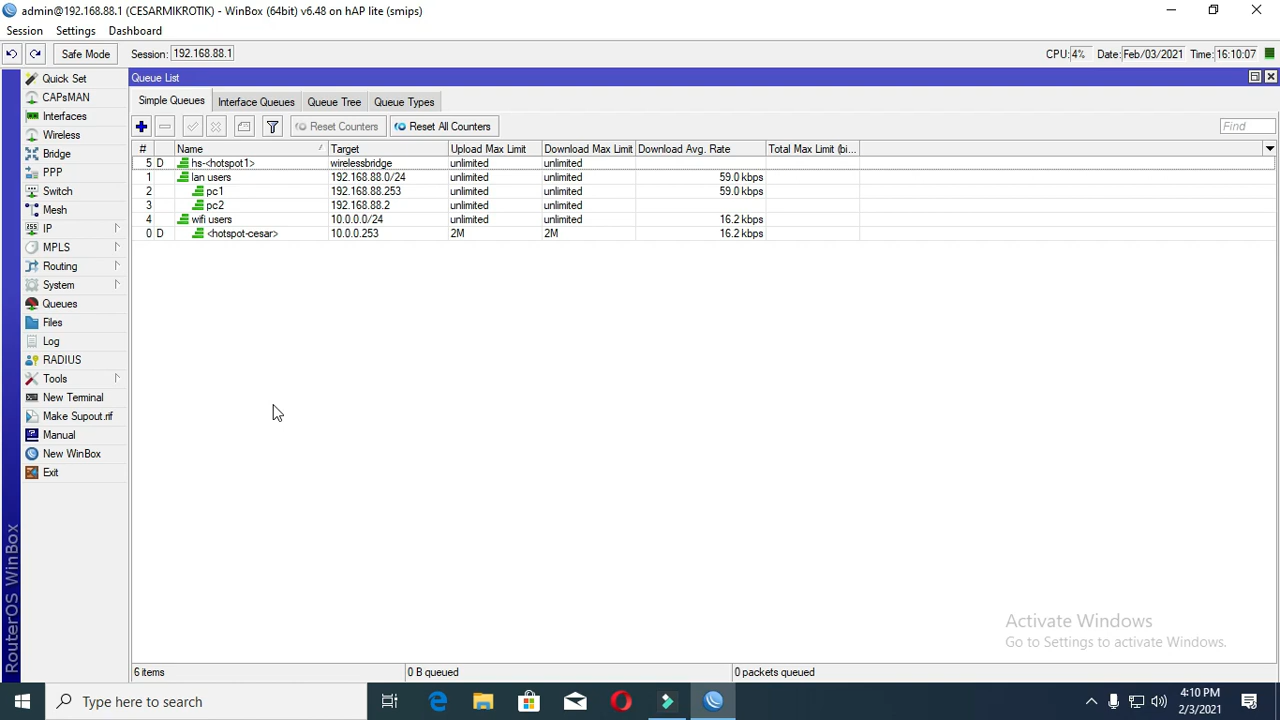 admin@192.168.88.1 (CESARMIKROTIK) - WinBox (64bit) v6.48 on hAP lite (smips)
Session Settings Dashboard
Safe Mode Session: 192.168.88.1 CPU: 4% Date: Feb/03/2021 Time: 16:10:07
Queue List
Simple Queues Interface Queues Queue Tree Queue Types
Reset Counters Reset All Counters Find
# Name / Target Upload Max Limit Download Max Limit Download Avg. Rate Total Max Limit (bi...
5 D hs-<hotspot1> wirelessbridge unlimited unlimited
1 lan users 192.168.88.0/24 unlimited unlimited 59.0 kbps
2 pc1 192.168.88.253 unlimited unlimited 59.0 kbps
3 pc2 192.168.88.2 unlimited unlimited
4 wifi users 10.0.0.0/24 unlimited unlimited 16.2 kbps
0 D <hotspot-cesar> 10.0.0.253 2M 2M 16.2 kbps
Quick Set
CAPsMAN
Interfaces
Wireless
Bridge
PPP
Switch
Mesh
IP
MPLS
Routing
System
Queues
Files
Log
RADIUS
Tools
New Terminal
Make Supout.rif
Manual
New WinBox
Exit
RouterOS WinBox
Activate Windows
Go to Settings to activate Windows.
6 items 0 B queued 0 packets queued
Type here to search
4:10 PM
2/3/2021